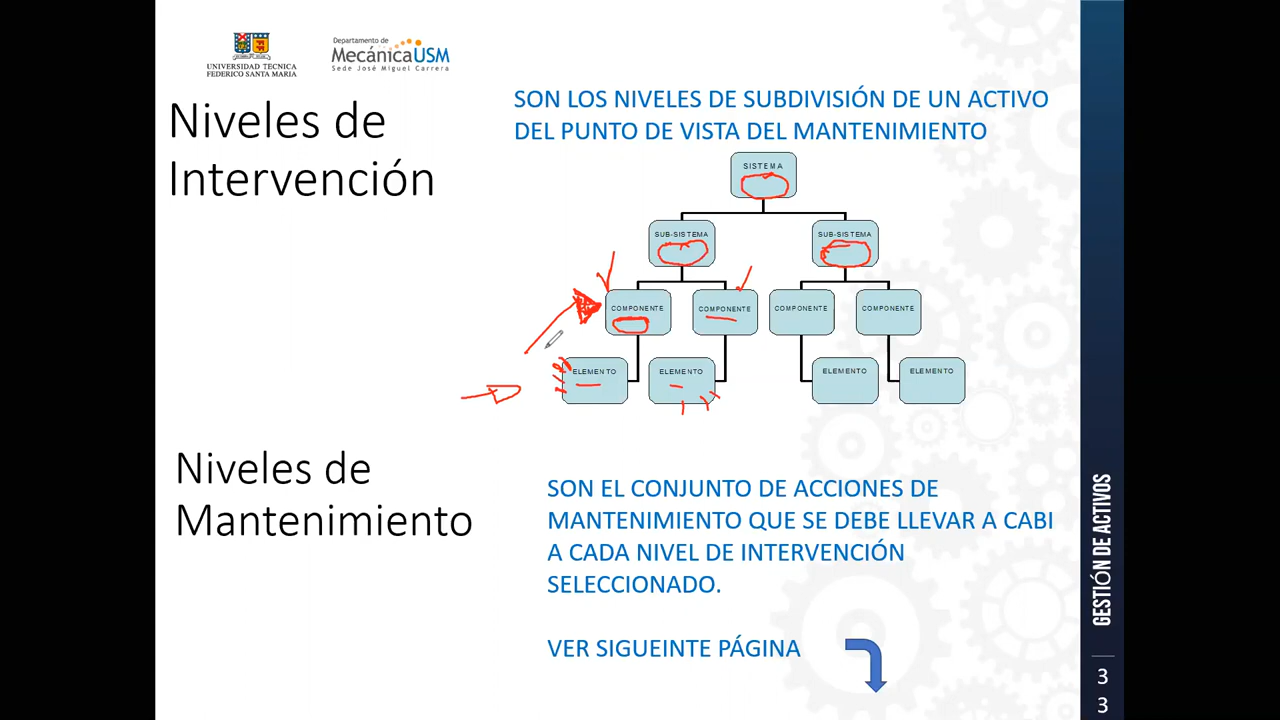 UNIVERSIDAD TECNICA
FEDERICO SANTA MARIA
Departamento de
MecánicaUSM
Sede José Miguel Carrera
Niveles de
Intervención
SON LOS NIVELES DE SUBDIVISIÓN DE UN ACTIVO
DEL PUNTO DE VISTA DEL MANTENIMIENTO
SISTEMA
SUB-SISTEMA
SUB-SISTEMA
COMPONENTE
COMPONENTE
COMPONENTE
COMPONENTE
ELEMENTO
ELEMENTO
ELEMENTO
ELEMENTO
Niveles de
Mantenimiento
SON EL CONJUNTO DE ACCIONES DE
MANTENIMIENTO QUE SE DEBE LLEVAR A CABI
A CADA NIVEL DE INTERVENCIÓN
SELECCIONADO.
VER SIGUEINTE PÁGINA
GESTIÓN DE ACTIVOS
3
3